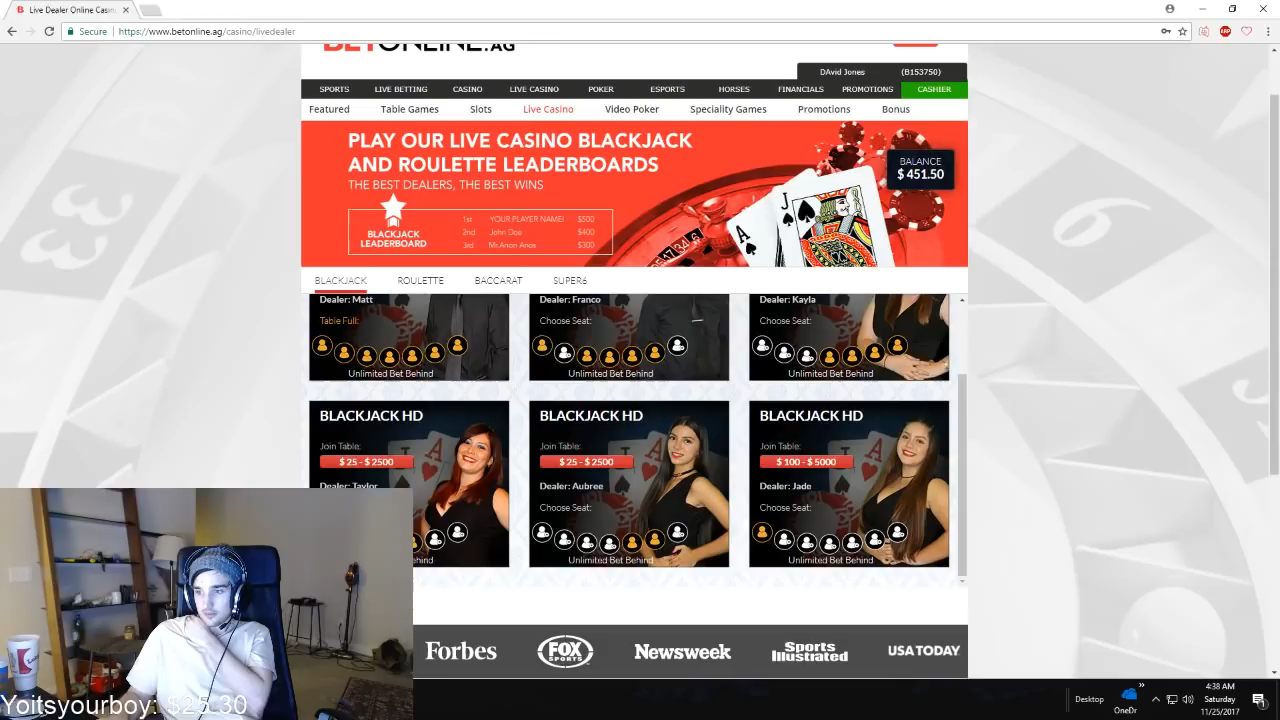 Live Dealer Online Casin
Secure
https://www.betonline.ag/casino/livedealer
BETONLINE.AG
DAvid Jones (B153750)
SPORTS LIVE BETTING CASINO LIVE CASINO POKER ESPORTS HORSES FINANCIALS PROMOTIONS CASHIER
Featured Table Games Slots Live Casino Video Poker Speciality Games Promotions Bonus
PLAY OUR LIVE CASINO BLACKJACK
AND ROULETTE LEADERBOARDS
THE BEST DEALERS, THE BEST WINS
BALANCE
$ 451.50
BLACKJACK
LEADERBOARD
1st YOUR PLAYER NAME! $500
2nd John Doe $400
3rd Mr.Anon Anos $300
J
A
BLACKJACK ROULETTE BACCARAT SUPER6
Dealer: Matt
Table Full:
Unlimited Bet Behind
Dealer: Franco
Choose Seat:
Unlimited Bet Behind
Dealer: Kayla
Choose Seat:
Unlimited Bet Behind
BLACKJACK HD
Join Table:
$ 25 - $ 2500
Dealer: Taylor
BLACKJACK HD
Join Table:
$ 25 - $ 2500
Dealer: Aubree
Choose Seat:
Unlimited Bet Behind
BLACKJACK HD
Join Table:
$ 100 - $ 5000
Dealer: Jade
Choose Seat:
Unlimited Bet Behind
Forbes FOX SPORTS Newsweek Sports Illustrated USA TODAY
Yoitsyourboy: $25.30
Desktop
OneDr
4:38 AM
Saturday
11/25/2017